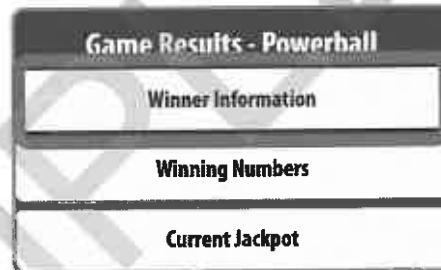 Game Results - Powerball
Winner Information
Winning Numbers
Current Jackpot